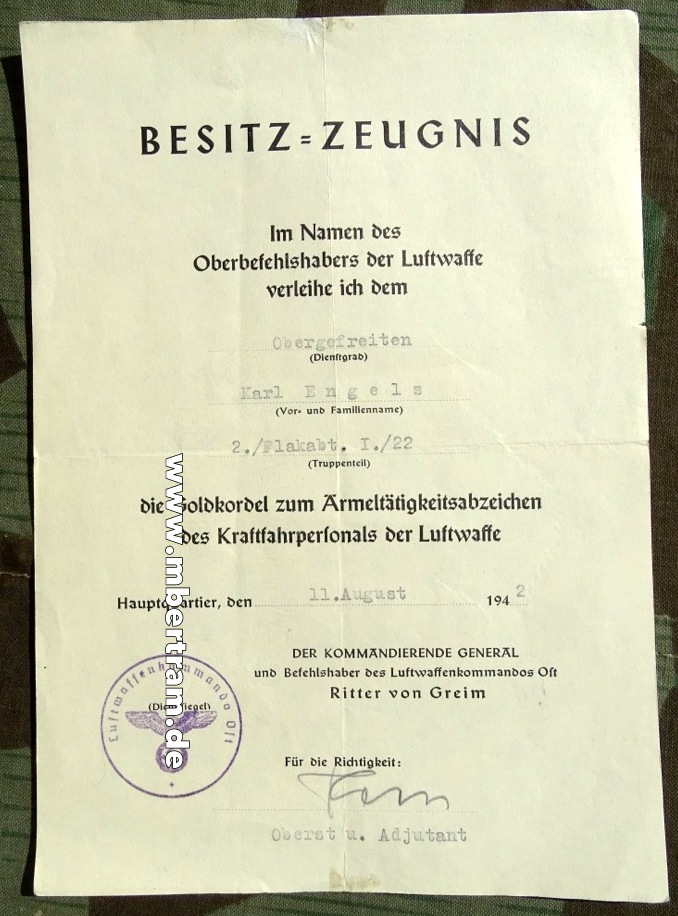 BESITZ=ZEUGNIS
Im Namen des
Oberbefehlshabers der Luftwaffe
verleihe ich dem
Obergefreiten
(Dienstgrad)
Karl Engels
(Vor- und Familienname)
2./Flakabt. I./22
(Truppenteil)
die Goldkordel zum Ärmeltätigkeitsabzeichen
des Kraftfahrpersonals der Luftwaffe
Hauptquartier, den 11.August 1942
DER KOMMANDIERENDE GENERAL
und Befehlshaber des Luftwaffenkommandos Ost
Ritter von Greim
Luftwaffenkommando Ost
(Dienstsiegel)
Für die Richtigkeit:
Oberst u. Adjutant
www.mbertram.de